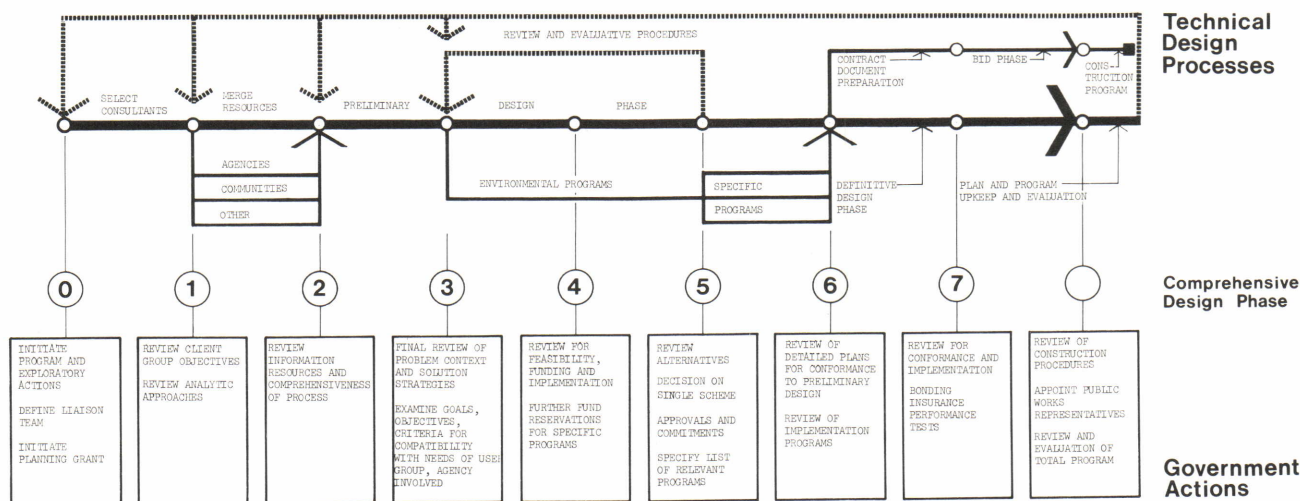 Technical
Design
Processes
REVIEW AND EVALUATIVE PROCEDURES
SELECT
CONSULTANTS
MERGE
RESOURCES
PRELIMINARY
DESIGN
PHASE
CONTRACT
DOCUMENT
PREPARATION
BID PHASE
CONS-
TRUCTION
PROGRAM
AGENCIES
COMMUNITIES
OTHER
ENVIRONMENTAL PROGRAMS
SPECIFIC
PROGRAMS
DEFINITIVE
DESIGN
PHASE
PLAN AND PROGRAM
UPKEEP AND EVALUATION
0
1
2
3
4
5
6
7
Comprehensive
Design Phase
INITIATE
PROGRAM AND
EXPLORATORY
ACTIONS
DEFINE LIAISON
TEAM
INITIATE
PLANNING GRANT
REVIEW CLIENT
GROUP OBJECTIVES
REVIEW ANALYTIC
APPROACHES
REVIEW
INFORMATION
RESOURCES AND
COMPREHENSIVENESS
OF PROCESS
FINAL REVIEW OF
PROBLEM CONTEXT
AND SOLUTION
STRATEGIES
EXAMINE GOALS,
OBJECTIVES,
CRITERIA FOR
COMPATIBILITY
WITH NEEDS OF USER
GROUP, AGENCY
INVOLVED
REVIEW FOR
FEASIBILITY,
FUNDING AND
IMPLEMENTATION
FURTHER FUND
RESERVATIONS
FOR SPECIFIC
PROGRAMS
REVIEW
ALTERNATIVES
DECISION ON
SINGLE SCHEME
APPROVALS AND
COMMITMENTS
SPECIFY LIST
OF RELEVANT
PROGRAMS
REVIEW OF
DETAILED PLANS
FOR CONFORMANCE
TO PRELIMINARY
DESIGN
REVIEW OF
IMPLEMENTATION
PROGRAMS
REVIEW FOR
CONFORMANCE AND
IMPLEMENTATION
BONDING
INSURANCE
PERFORMANCE
TESTS
REVIEW OF
CONSTRUCTION
PROCEDURES
APPOINT PUBLIC
WORKS
REPRESENTATIVES
REVIEW AND
EVALUATION OF
TOTAL PROGRAM
Government
Actions